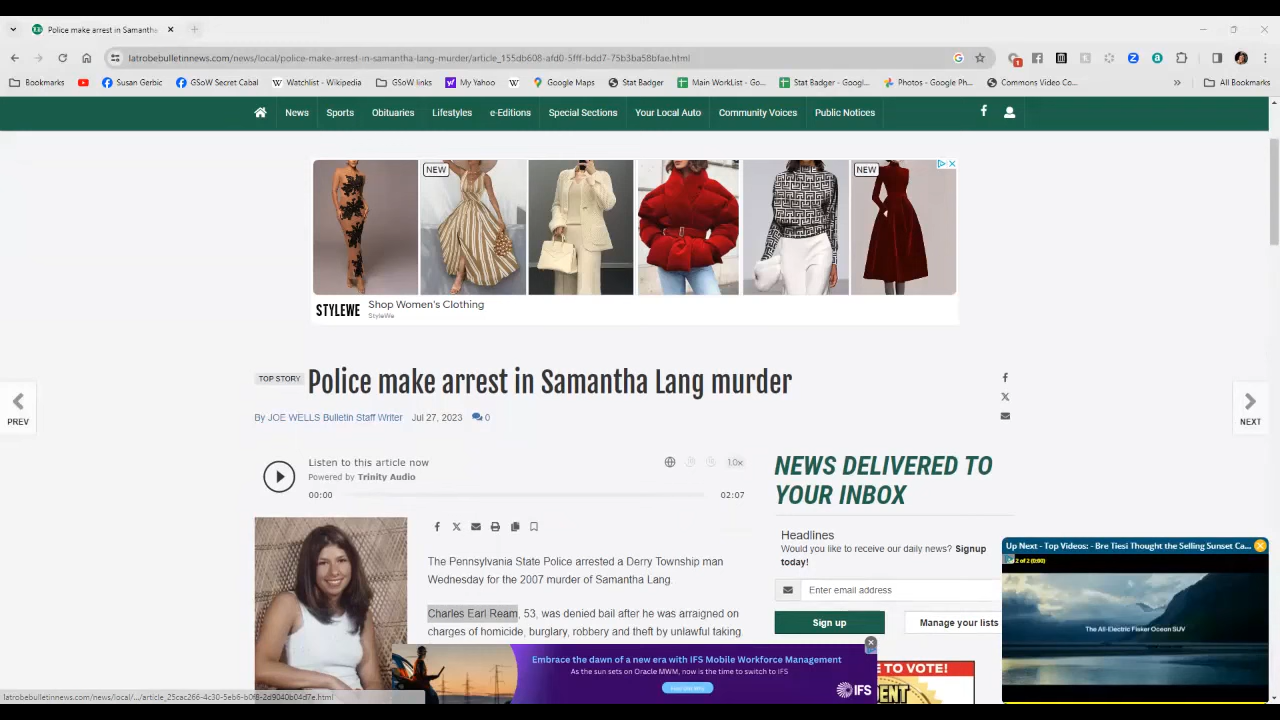 Police make arrest in Samantha
latrobebulletinnews.com/news/local/police-make-arrest-in-samantha-lang-murder/article_155db608-afd0-5fff-bdd7-75b3ba58bfae.html
Bookmarks
Susan Gerbic
GSoW Secret Cabal
Watchlist - Wikipedia
GSoW links
My Yahoo
Google Maps
Stat Badger
Main WorkList - Go...
Stat Badger - Googl...
Photos - Google Ph...
Commons Video Co...
All Bookmarks
News
Sports
Obituaries
Lifestyles
e-Editions
Special Sections
Your Local Auto
Community Voices
Public Notices
NEW
NEW
STYLEWE
Shop Women's Clothing
StyleWe
TOP STORY
Police make arrest in Samantha Lang murder
By JOE WELLS Bulletin Staff Writer Jul 27, 2023 0
PREV
NEXT
Listen to this article now
Powered by Trinity Audio
1.0x
00:00
02:07
NEWS DELIVERED TO
YOUR INBOX
Headlines
Would you like to receive our daily news? Signup
today!
Enter email address
Sign up
Manage your lists
The Pennsylvania State Police arrested a Derry Township man
Wednesday for the 2007 murder of Samantha Lang.
Charles Earl Ream, 53, was denied bail after he was arraigned on
charges of homicide, burglary, robbery and theft by unlawful taking.
Up Next - Top Videos: - Bre Tiesi Thought the Selling Sunset Ca...
2 of 2 (0:00)
The All-Electric Fisker Ocean SUV
Embrace the dawn of a new era with IFS Mobile Workforce Management
As the sun sets on Oracle MWM, now is the time to switch to IFS
IFS
E TO VOTE!
DENT
latrobebulletinnews.com/news/local/.../article_25cac266-4c30-5eb6-b0f8-2d9040b04d7e.html